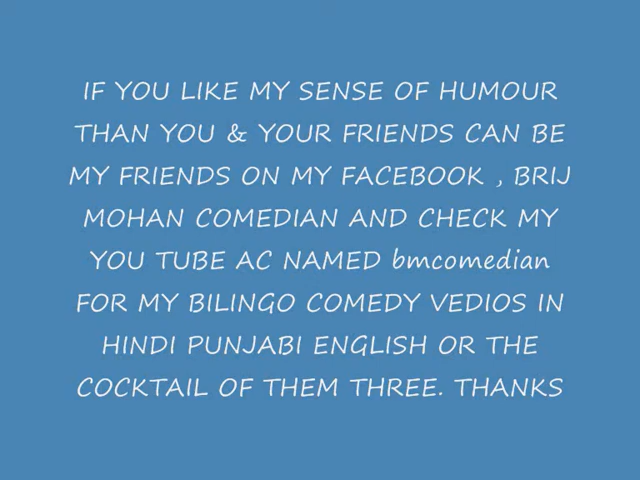 IF YOU LIKE MY SENSE OF HUMOUR
THAN YOU & YOUR FRIENDS CAN BE
MY FRIENDS ON MY FACEBOOK , BRIJ
MOHAN COMEDIAN AND CHECK MY
YOU TUBE AC NAMED bmcomedian
FOR MY BILINGO COMEDY VEDIOS IN
HINDI PUNJABI ENGLISH OR THE
COCKTAIL OF THEM THREE. THANKS